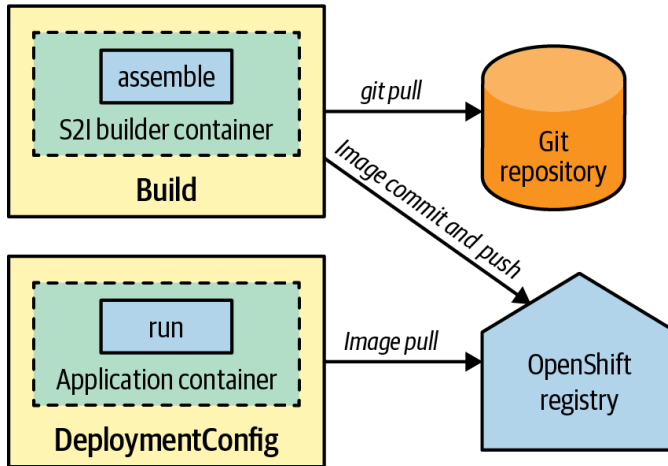 assemble
S2I builder container
Build
git pull
Git
repository
Image commit and push
run
Application container
DeploymentConfig
Image pull
OpenShift
registry